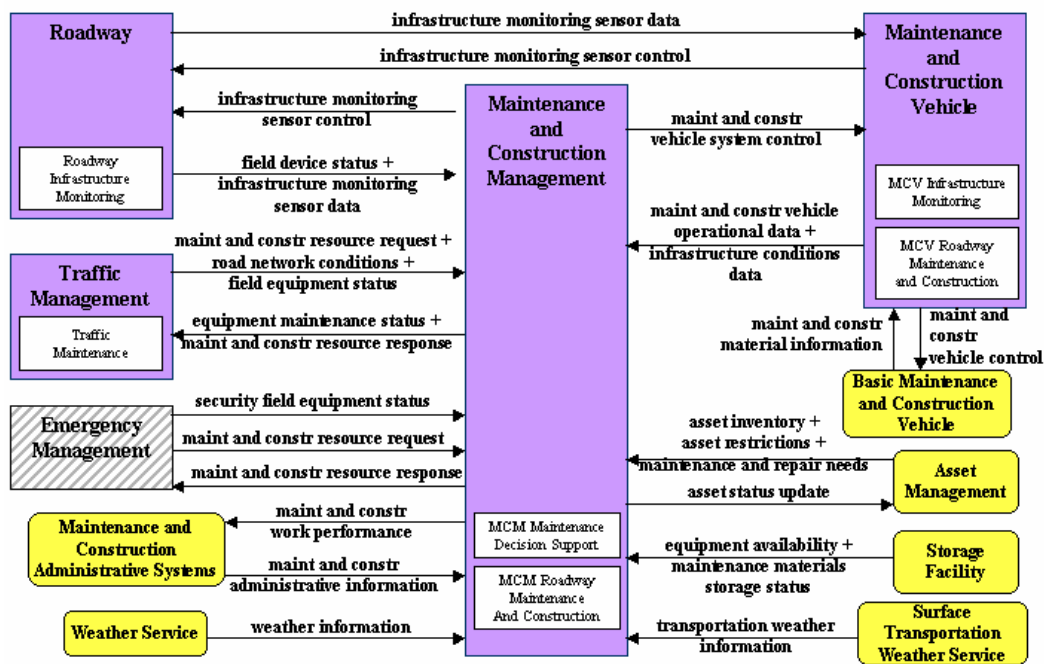 Roadway
infrastructure monitoring sensor data
Maintenance
and
Construction
Vehicle
infrastructure monitoring sensor control
infrastructure monitoring
sensor control
Maintenance
and
Construction
Management
maint and constr
vehicle system control
Roadway
Infrastructure
Monitoring
field device status +
infrastructure monitoring
sensor data
MCV Infrastructure
Monitoring
maint and constr vehicle
operational data +
infrastructure conditions
data
MCV Roadway
Maintenance
and Construction
maint and constr resource request +
road network conditions +
field equipment status
Traffic
Management
Traffic
Maintenance
equipment maintenance status +
maint and constr resource response
maint and constr
material information
maint and
constr
vehicle control
Basic Maintenance
and Construction
Vehicle
Emergency
Management
security field equipment status
maint and constr resource request
maint and constr resource response
asset inventory +
asset restrictions +
maintenance and repair needs
asset status update
Asset
Management
Maintenance and
Construction
Administrative Systems
maint and constr
work performance
maint and constr
administrative information
MCM Maintenance
Decision Support
MCM Roadway
Maintenance
And Construction
equipment availability +
maintenance materials
storage status
Storage
Facility
Weather Service
weather information
transportation weather
information
Surface
Transportation
Weather Service